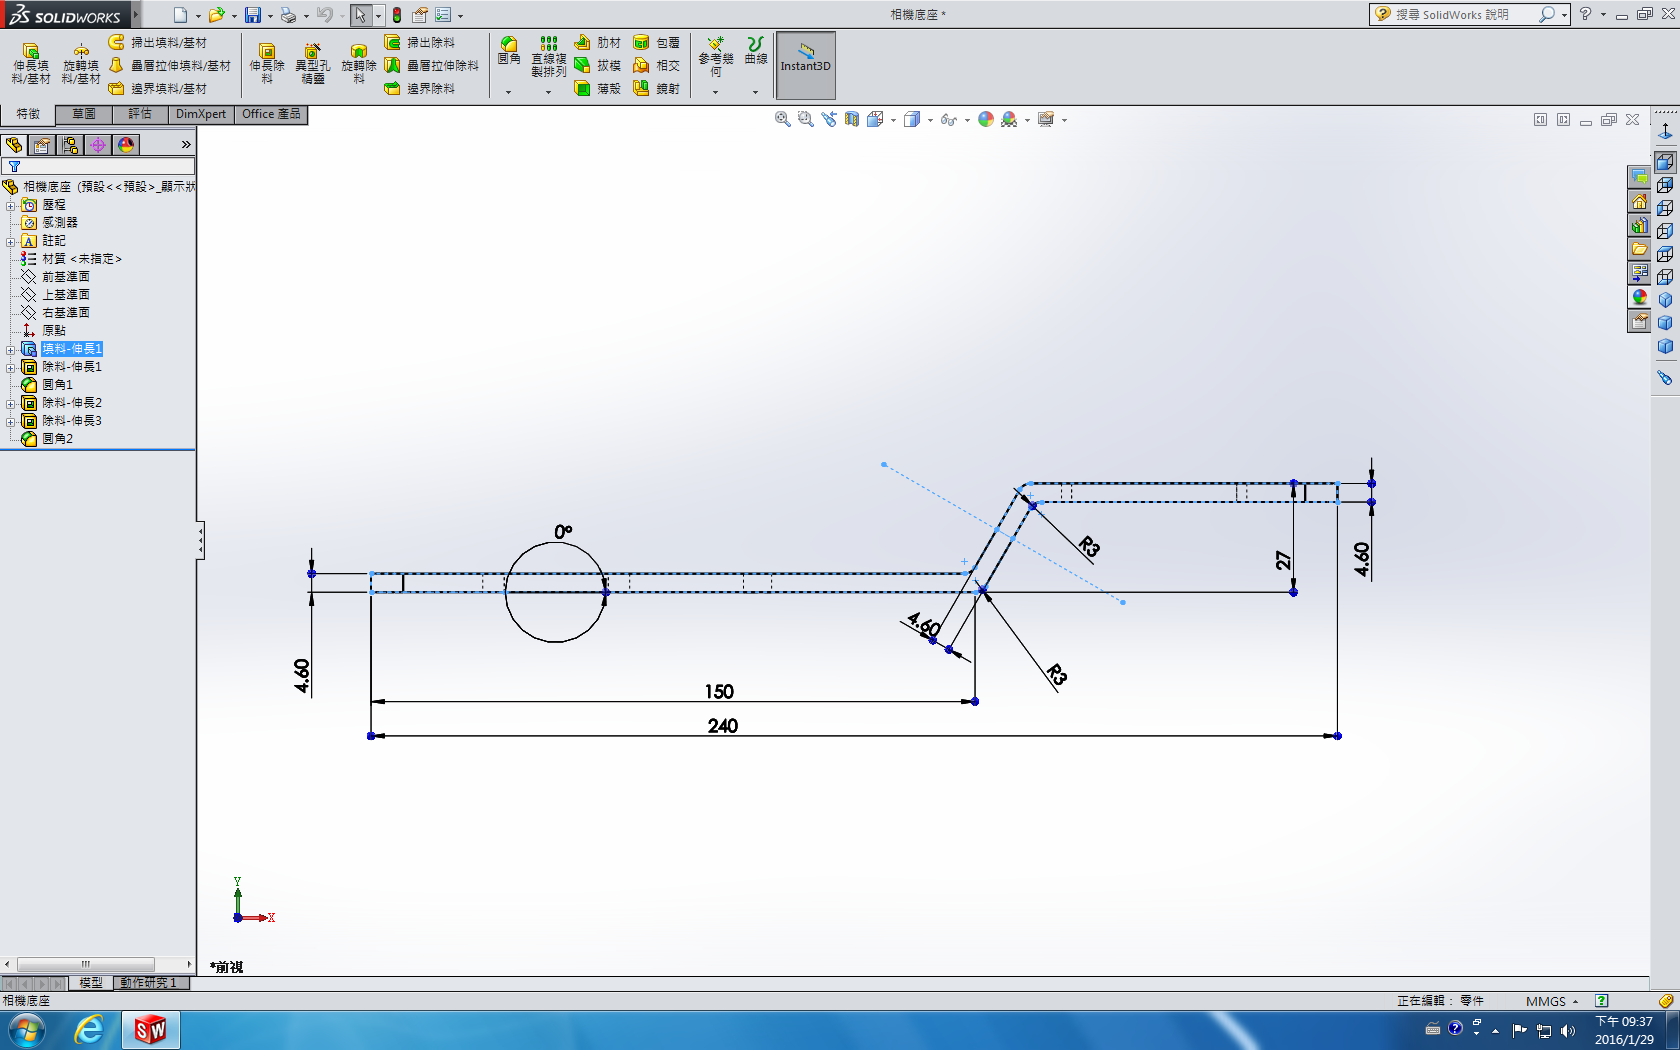 SOLIDWORKS
相機底座 *
搜尋 SolidWorks 說明
伸長填料/基材
旋轉填料/基材
掃出填料/基材
疊層拉伸填料/基材
邊界填料/基材
伸長除料
異型孔精靈
旋轉除料
掃出除料
疊層拉伸除料
邊界除料
圓角
直線複製排列
肋材
拔模
薄殼
包覆
相交
鏡射
參考幾何
曲線
Instant3D
特徵
草圖
評估
DimXpert
Office 產品
相機底座 (預設<<預設>_顯示狀
歷程
感測器
註記
材質 <未指定>
前基準面
上基準面
右基準面
原點
填料-伸長1
除料-伸長1
圓角1
除料-伸長2
除料-伸長3
圓角2
0°
R3
27
4.60
4.60
4.60
R3
150
240
Y
X
*前視
模型
動作研究 1
相機底座
正在編輯: 零件
MMGS
SW
下午 09:37
2016/1/29